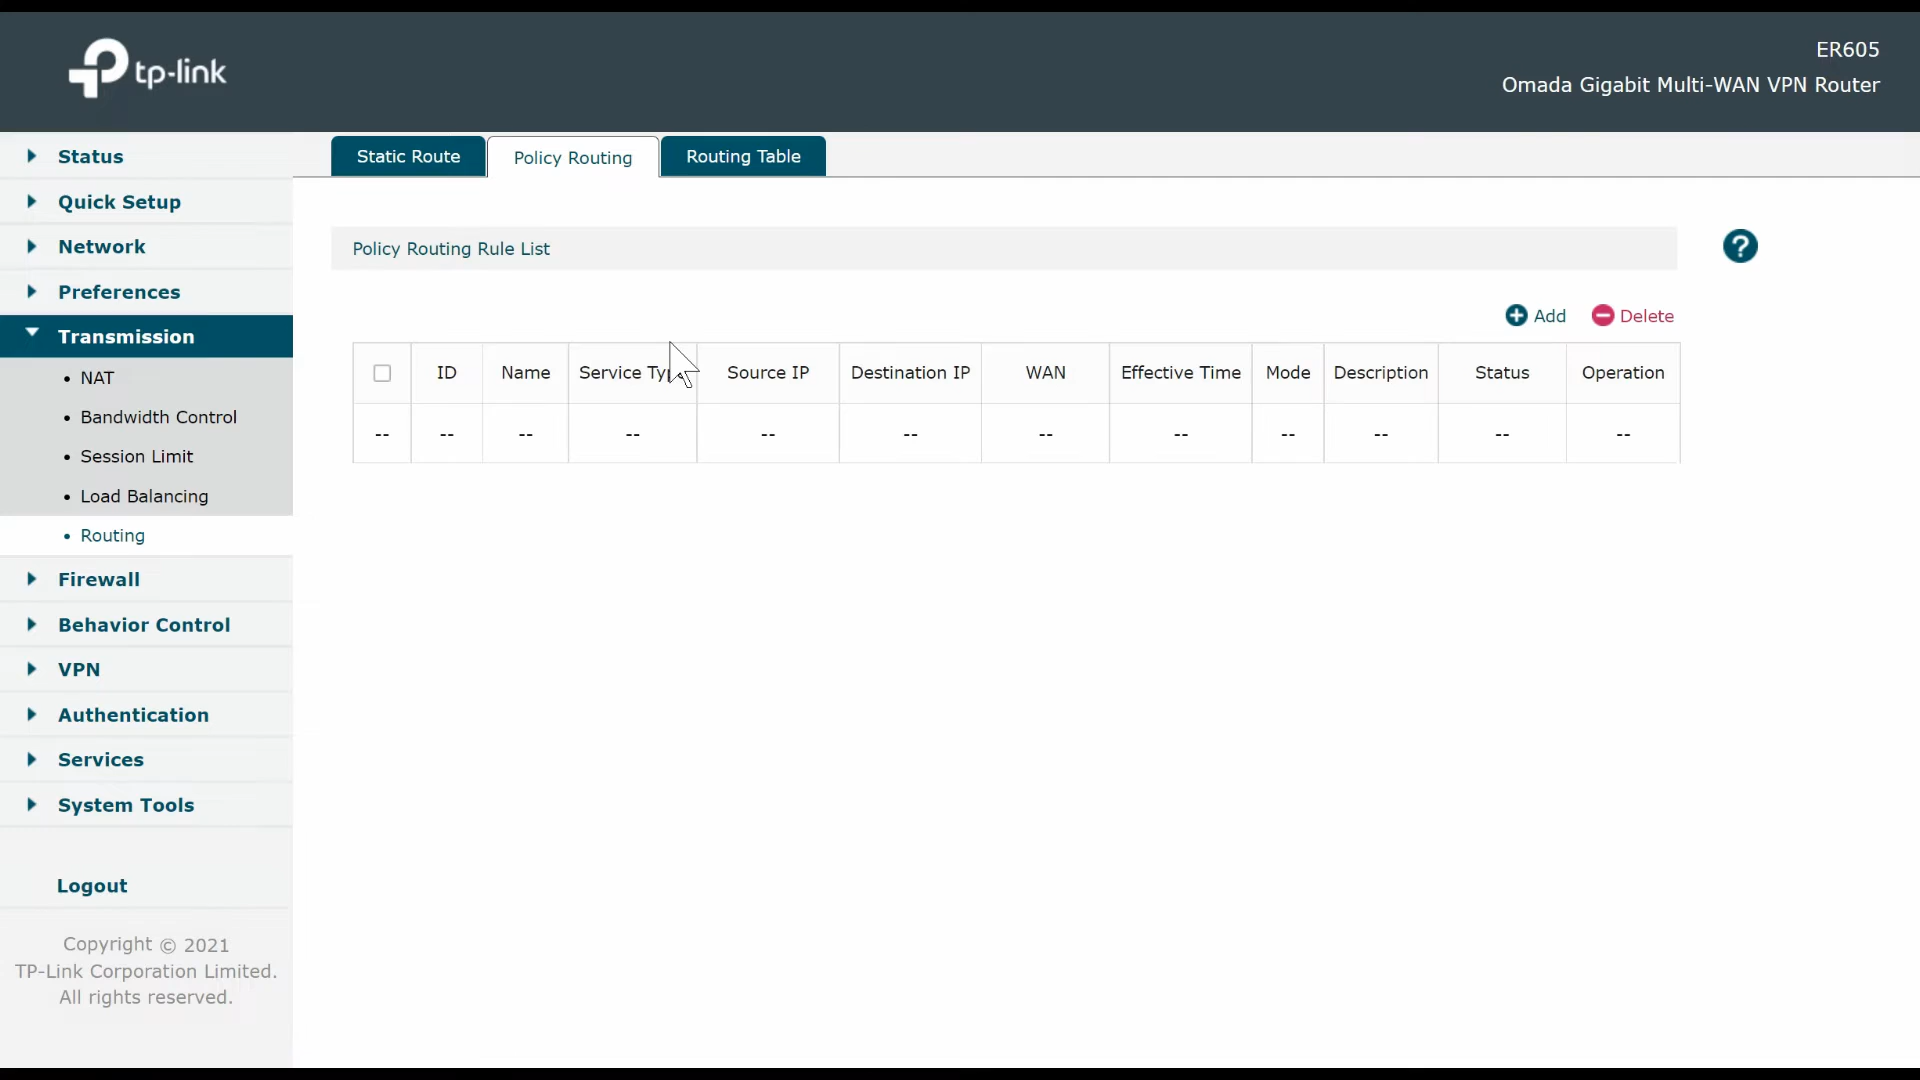 tp-link
ER605
Omada Gigabit Multi-WAN VPN Router
Status
Quick Setup
Network
Preferences
Transmission
NAT
Bandwidth Control
Session Limit
Load Balancing
Routing
Firewall
Behavior Control
VPN
Authentication
Services
System Tools
Logout
Copyright © 2021
TP-Link Corporation Limited.
All rights reserved.
Static Route Policy Routing Routing Table
Policy Routing Rule List
?
Add Delete
ID Name Service Source IP Destination IP WAN Effective Time Mode Description Status Operation
-- -- -- -- -- -- -- -- -- -- -- --